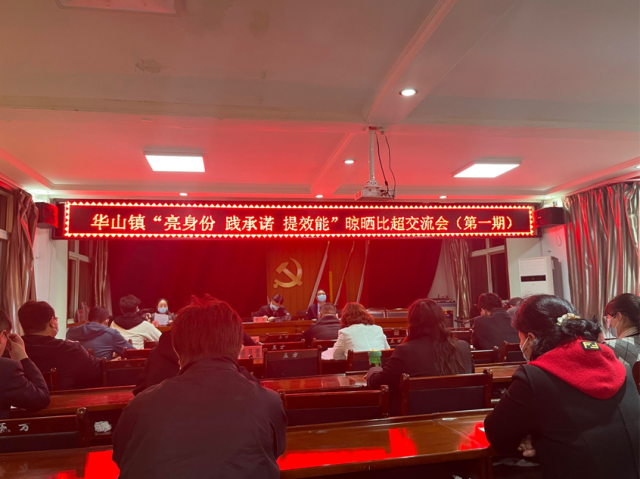 华山镇“亮身份 践承诺 提效能”晾晒比超交流会（第一期）